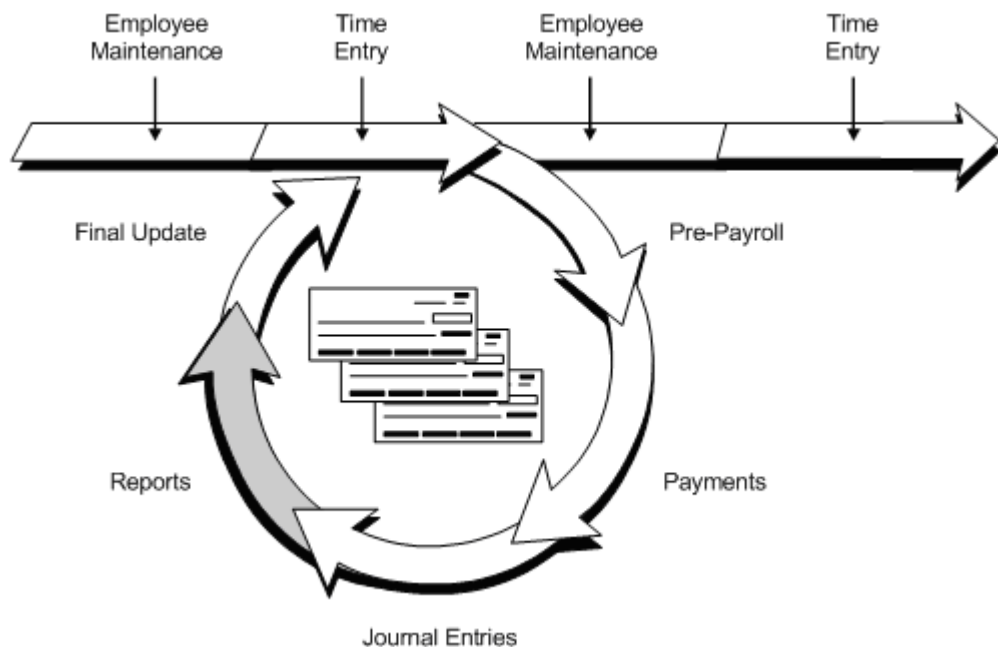 Employee
Maintenance
Time
Entry
Employee
Maintenance
Time
Entry
Final Update
Pre-Payroll
Reports
Payments
Journal Entries